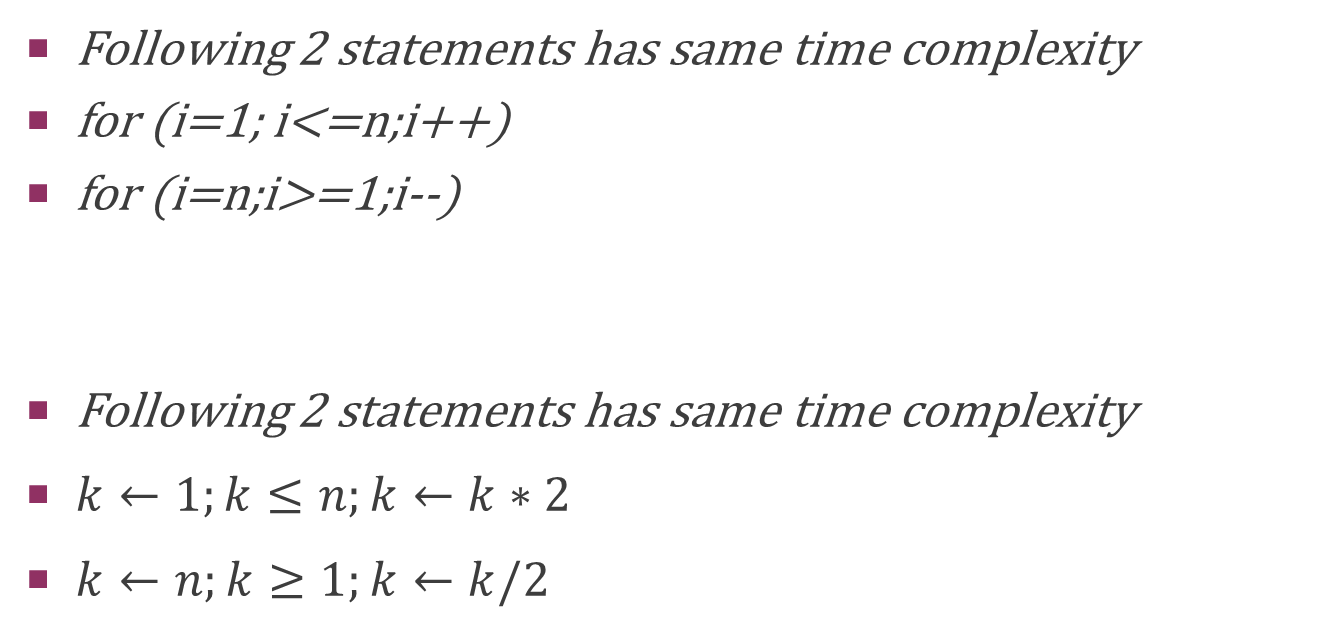 Following 2 statements has same time complexity
for (i=1; i<=n;i++)
for (i=n;i>=1;i--)
Following 2 statements has same time complexity
k ← 1; k ≤ n; k ← k * 2
k ← n; k ≥ 1; k ← k/2